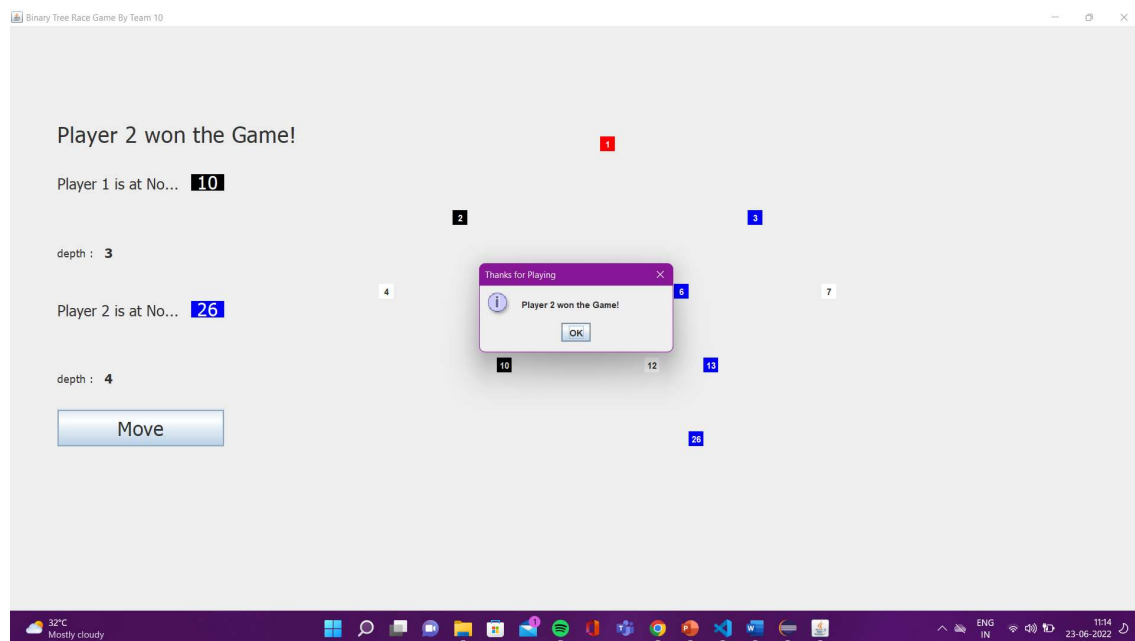 Binary Tree Race Game By Team 10
Player 2 won the Game!
1
Player 1 is at No... 10
2
3
depth : 3
Thanks for Playing
4
6
7
Player 2 is at No... 26
Player 2 won the Game!
OK
10
12
13
depth : 4
Move
26
32°C
Mostly cloudy
1
ENG
IN
11:14
23-06-2022